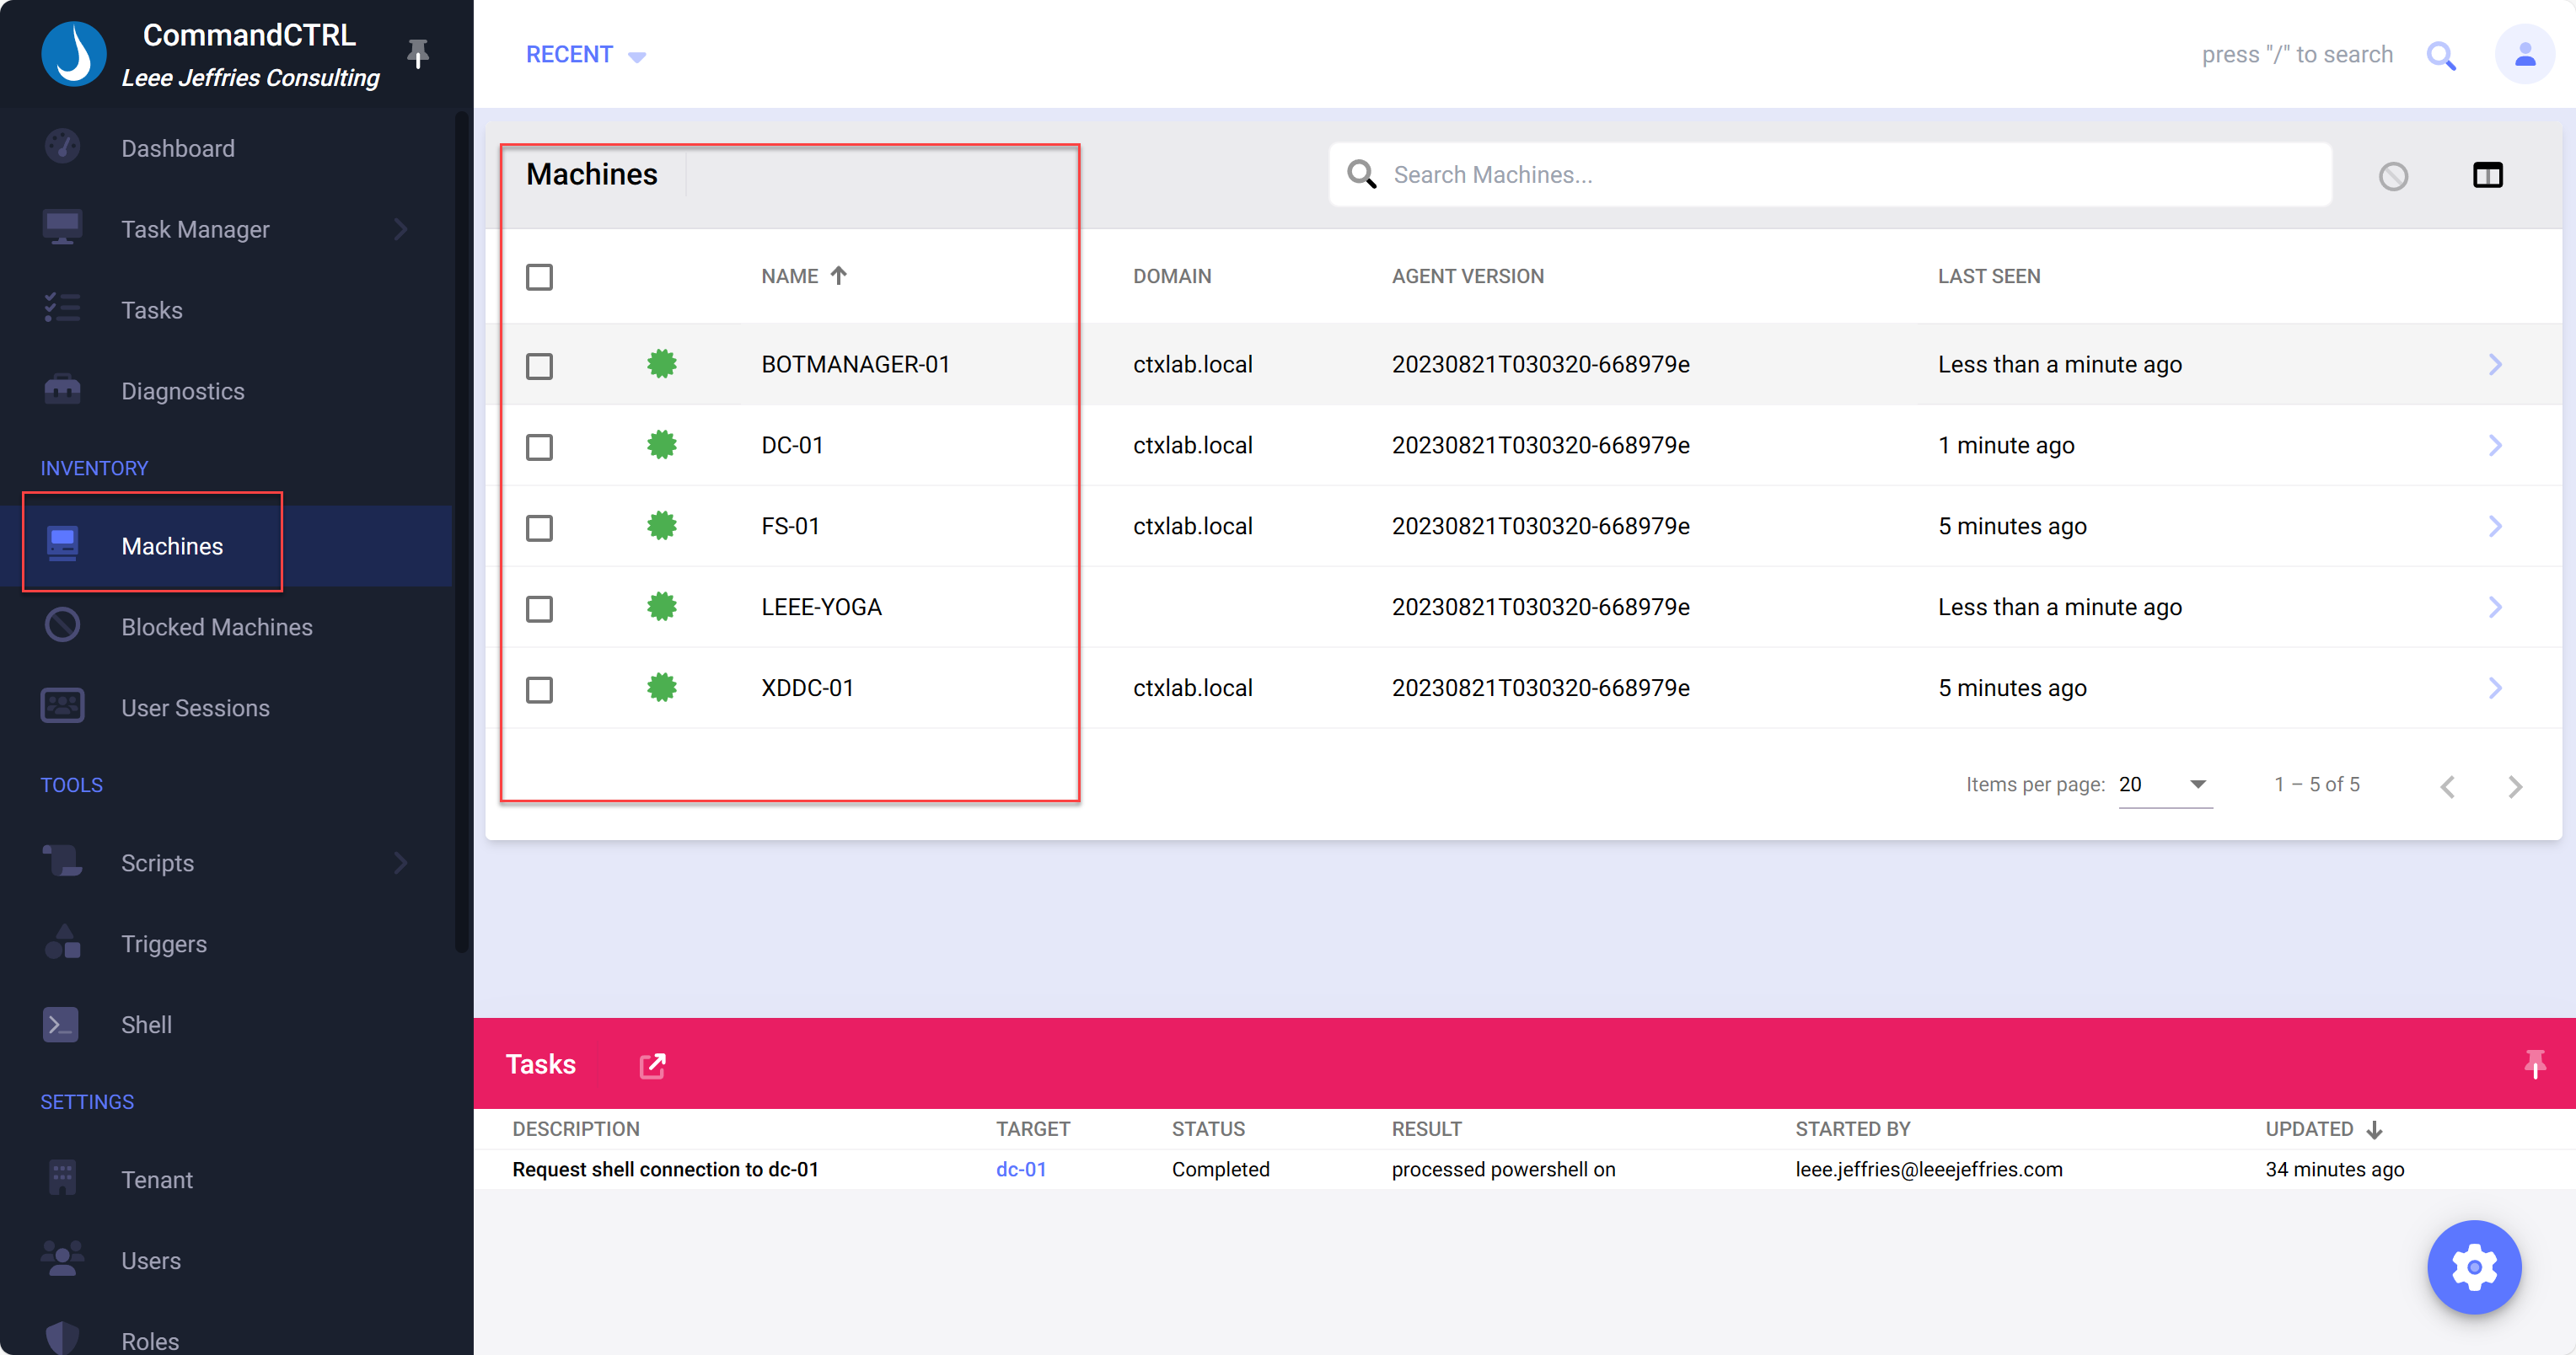 CommandCTRL
Leee Jeffries Consulting
Dashboard
Task Manager
Tasks
Diagnostics
INVENTORY
Machines
Blocked Machines
User Sessions
TOOLS
Scripts
Triggers
Shell
SETTINGS
Tenant
Users
Roles
RECENT
press "/" to search
Machines
Search Machines...
NAME DOMAIN AGENT VERSION LAST SEEN
BOTMANAGER-01 ctxlab.local 20230821T030320-668979e Less than a minute ago
DC-01 ctxlab.local 20230821T030320-668979e 1 minute ago
FS-01 ctxlab.local 20230821T030320-668979e 5 minutes ago
LEEE-YOGA 20230821T030320-668979e Less than a minute ago
XDDC-01 ctxlab.local 20230821T030320-668979e 5 minutes ago
Items per page: 20 1 – 5 of 5
Tasks
DESCRIPTION TARGET STATUS RESULT STARTED BY UPDATED
Request shell connection to dc-01 dc-01 Completed processed powershell on leee.jeffries@leeejeffries.com 34 minutes ago